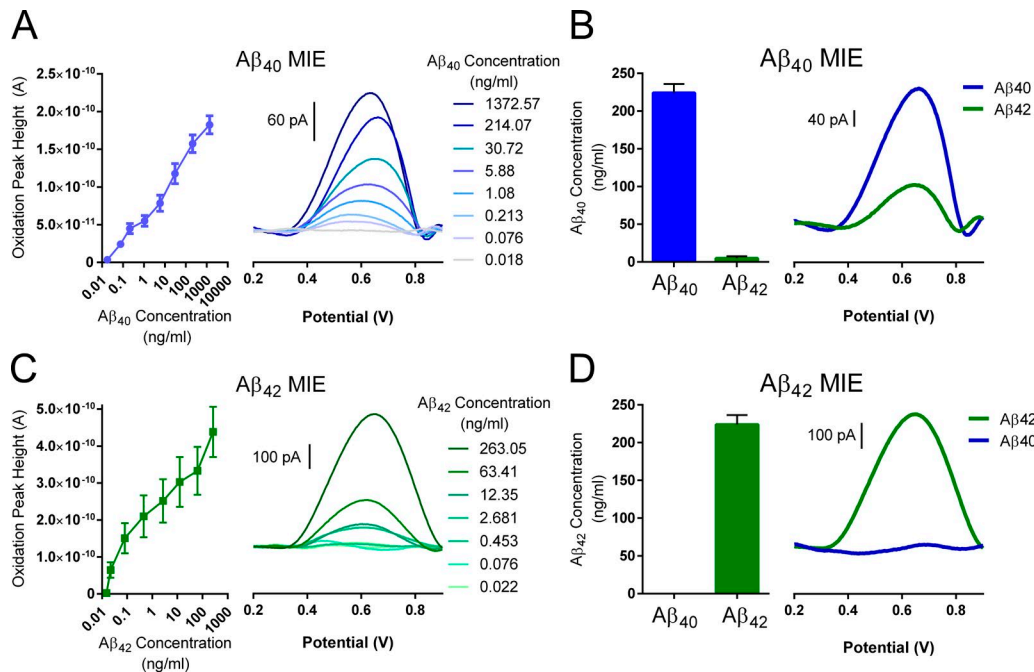 A
Aβ40 MIE
Oxidation Peak Height (A)
2.5×10-10
2.0×10-10
1.5×10-10
1.0×10-10
5.0×10-11
0
0.01
0.1
1
10
100
1000
10000
Aβ40 Concentration
(ng/ml)
60 pA
0.2 0.4 0.6 0.8
Potential (V)
Aβ40 Concentration
(ng/ml)
1372.57
214.07
30.72
5.88
1.08
0.213
0.076
0.018
B
Aβ40 MIE
Aβ40 Concentration
(ng/ml)
250
200
150
100
50
0
Aβ40 Aβ42
40 pA
0.2 0.4 0.6 0.8
Potential (V)
Aβ40
Aβ42
C
Aβ42 MIE
Oxidation Peak Height (A)
5.0×10-10
4.0×10-10
3.0×10-10
2.0×10-10
1.0×10-10
0
0.01
0.1
1
10
100
1000
Aβ42 Concentration
(ng/ml)
100 pA
0.2 0.4 0.6 0.8
Potential (V)
Aβ42 Concentration
(ng/ml)
263.05
63.41
12.35
2.681
0.453
0.076
0.022
D
Aβ42 MIE
Aβ42 Concentration
(ng/ml)
250
200
150
100
50
0
Aβ40 Aβ42
100 pA
0.2 0.4 0.6 0.8
Potential (V)
Aβ42
Aβ40